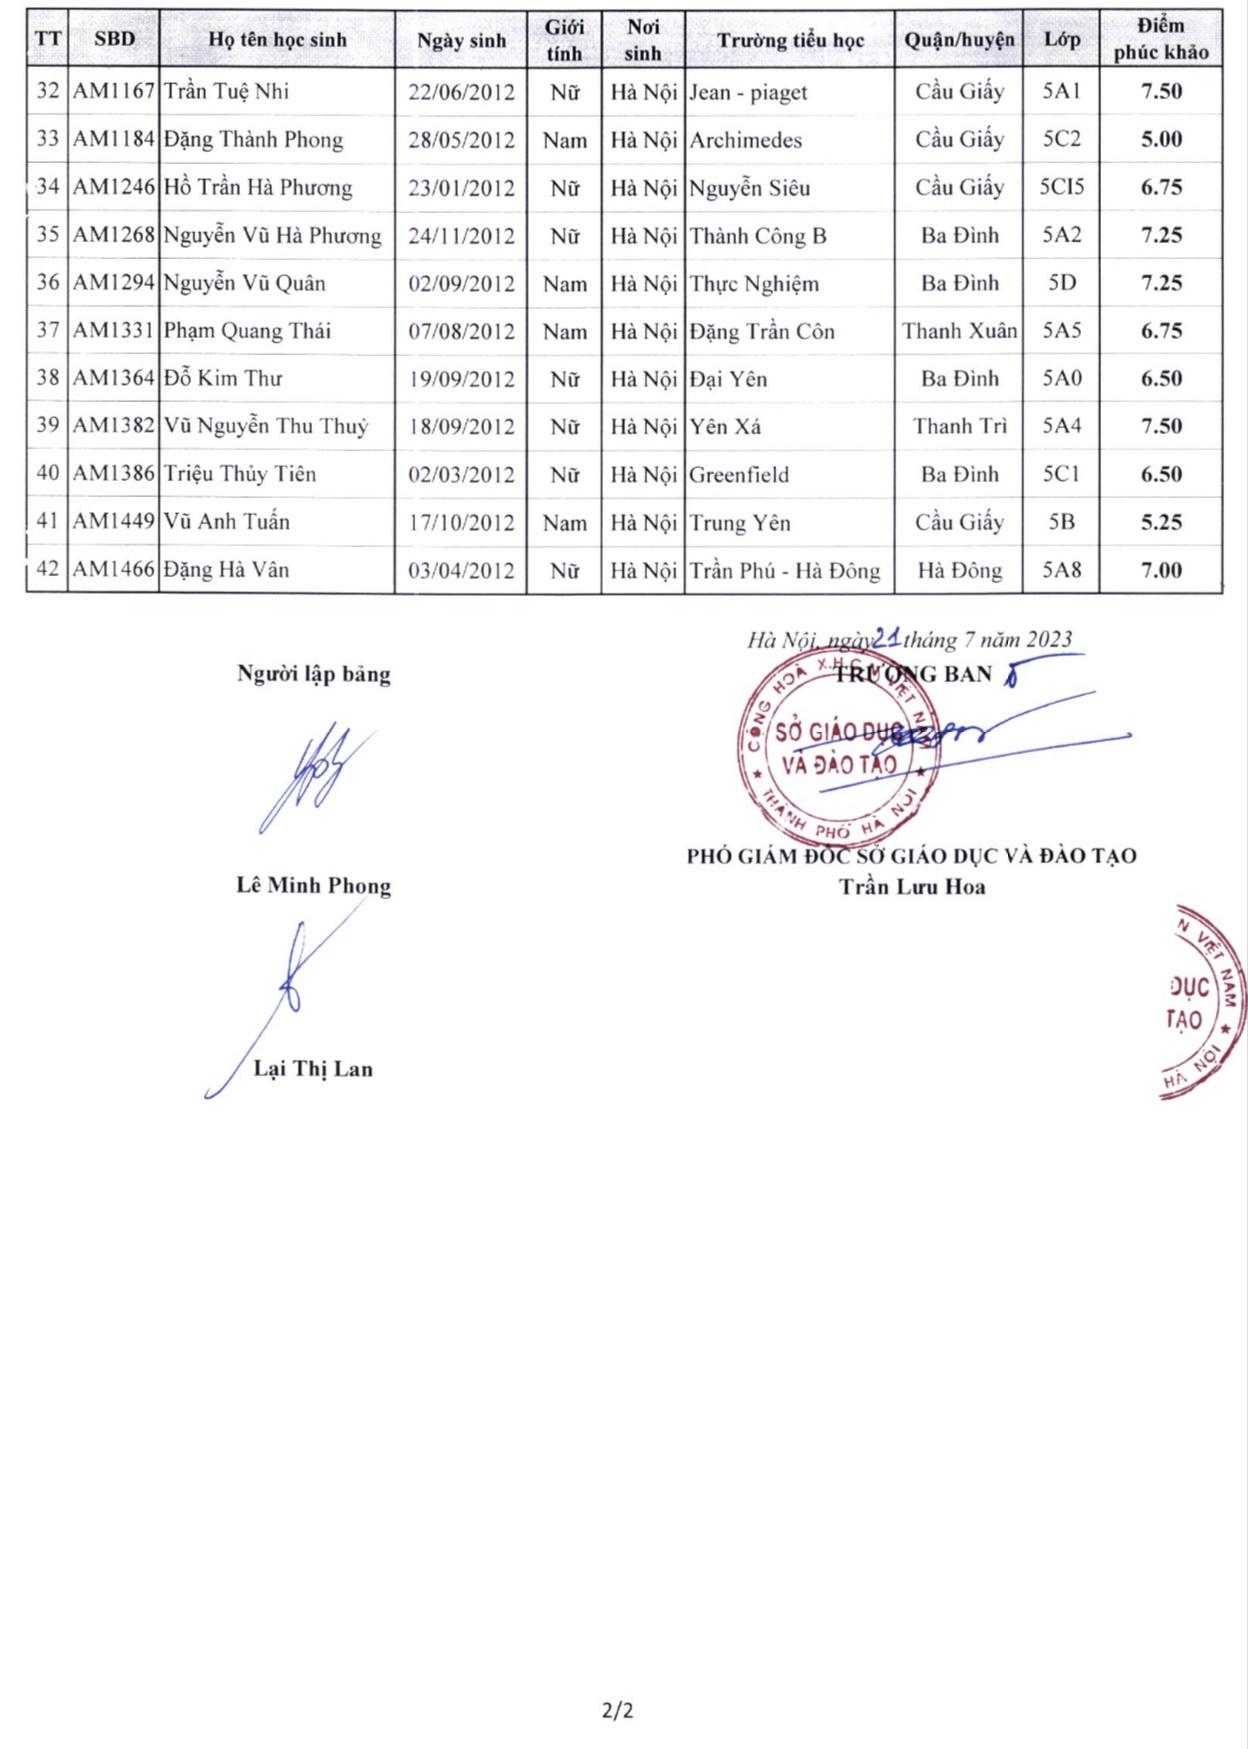 TT SBD Họ tên học sinh Ngày sinh Giới tính Nơi sinh Trường tiểu học Quận/huyện Lớp Điểm phúc khảo
32 AM1167 Trần Tuệ Nhi 22/06/2012 Nữ Hà Nội Jean - piaget Cầu Giấy 5A1 7.50
33 AM1184 Đặng Thành Phong 28/05/2012 Nam Hà Nội Archimedes Cầu Giấy 5C2 5.00
34 AM1246 Hồ Trần Hà Phương 23/01/2012 Nữ Hà Nội Nguyễn Siêu Cầu Giấy 5CI5 6.75
35 AM1268 Nguyễn Vũ Hà Phương 24/11/2012 Nữ Hà Nội Thành Công B Ba Đình 5A2 7.25
36 AM1294 Nguyễn Vũ Quân 02/09/2012 Nam Hà Nội Thực Nghiệm Ba Đình 5D 7.25
37 AM1331 Phạm Quang Thái 07/08/2012 Nam Hà Nội Đặng Trần Côn Thanh Xuân 5A5 6.75
38 AM1364 Đỗ Kim Thư 19/09/2012 Nữ Hà Nội Đại Yên Ba Đình 5A0 6.50
39 AM1382 Vũ Nguyễn Thu Thuỷ 18/09/2012 Nữ Hà Nội Yên Xá Thanh Trì 5A4 7.50
40 AM1386 Triệu Thủy Tiên 02/03/2012 Nữ Hà Nội Greenfield Ba Đình 5C1 6.50
41 AM1449 Vũ Anh Tuấn 17/10/2012 Nam Hà Nội Trung Yên Cầu Giấy 5B 5.25
42 AM1466 Đặng Hà Vân 03/04/2012 Nữ Hà Nội Trần Phú - Hà Đông Hà Đông 5A8 7.00
Hà Nội, ngày 21 tháng 7 năm 2023
Người lập bảng
TRƯỞNG BAN
CỘNG HOÀ X.H.C.N VIỆT NAM
SỞ GIÁO DỤC
VÀ ĐÀO TẠO
THÀNH PHỐ HÀ NỘI
PHÓ GIÁM ĐỐC SỞ GIÁO DỤC VÀ ĐÀO TẠO
Lê Minh Phong
Trần Lưu Hoa
N VIỆT NAM
DỤC
TẠO
HÀ NỘI
Lại Thị Lan
2/2